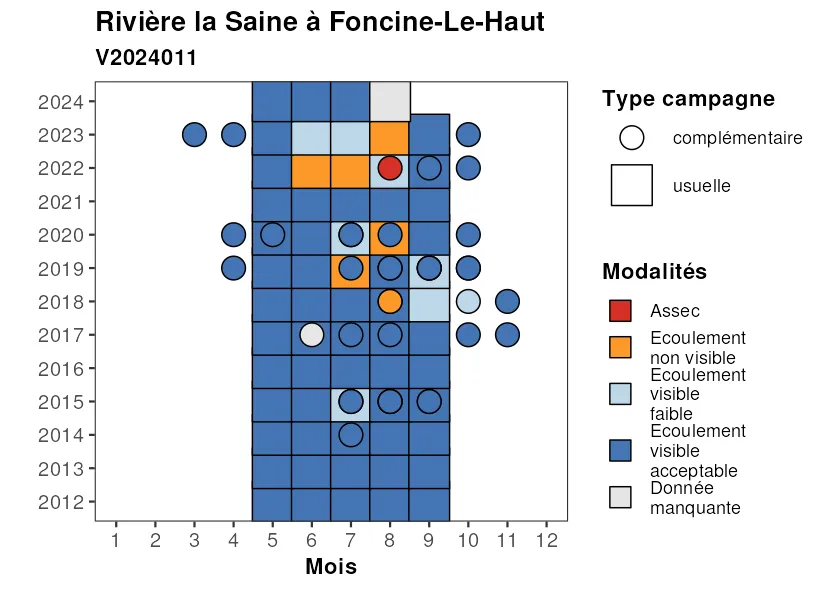 Rivière la Saine à Foncine-Le-Haut
V2024011
2024
2023
2022
2021
2020
2019
2018
2017
2016
2015
2014
2013
2012
1 2 3 4 5 6 7 8 9 10 11 12
Mois
Type campagne
complémentaire
usuelle
Modalités
Assec
Ecoulement
non visible
Ecoulement
visible
faible
Ecoulement
visible
acceptable
Donnée
manquante